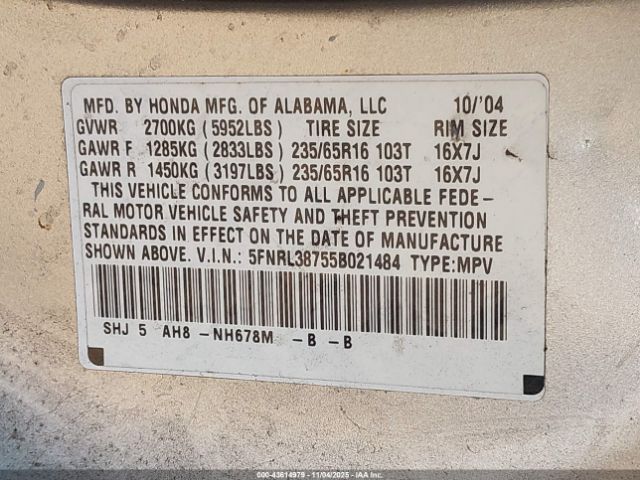 MFD. BY HONDA MFG. OF ALABAMA, LLC 10/'04
GVWR 2700KG (5952LBS) TIRE SIZE RIM SIZE
GAWR F 1285KG (2833LBS) 235/65R16 103T 16X7J
GAWR R 1450KG (3197LBS) 235/65R16 103T 16X7J
THIS VEHICLE CONFORMS TO ALL APPLICABLE FEDE-
RAL MOTOR VEHICLE SAFETY AND THEFT PREVENTION
STANDARDS IN EFFECT ON THE DATE OF MANUFACTURE
SHOWN ABOVE. V.I.N.: 5FNRL38755B021484 TYPE:MPV
SHJ 5 AH8 -NH678M -B -B
000-43614979 - 11/04/2025 - IAAI.COM